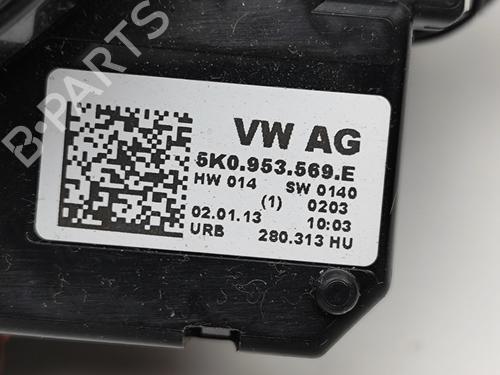 B-PARTS
VW AG
5K0.953.569.E
HW 014 SW 0140
(1) 0203
02.01.13 10:03
URB 280.313 HU